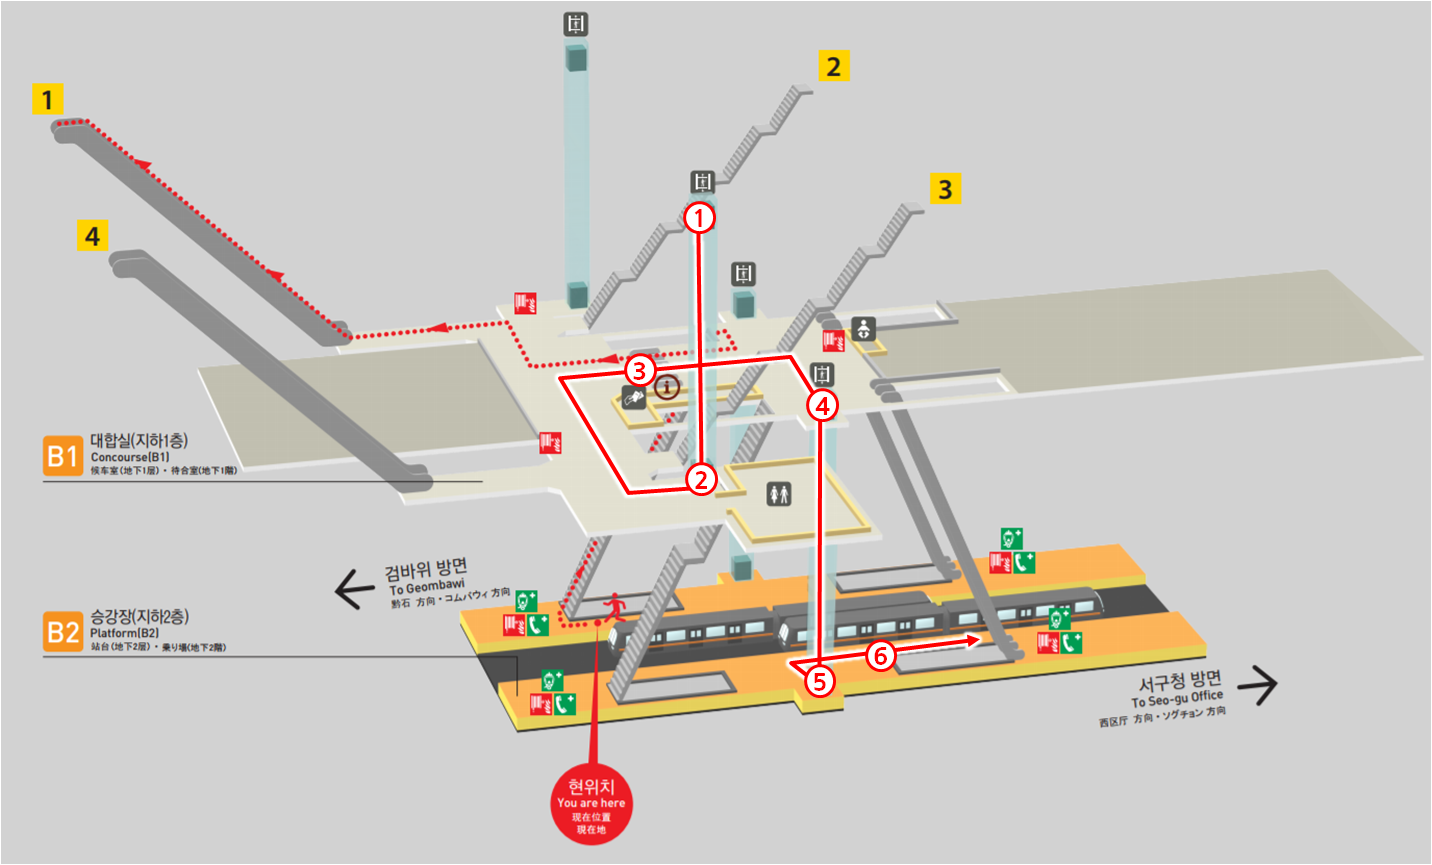 1
2
3
4
①
②
③
④
⑤
⑥
i
B1
대합실(지하1층)
Concourse(B1)
候车室(地下1层)・待合室(地下1階)
검바위 방면
To Geombawi
黔石 方向・コムバウィ 方向
B2
승강장(지하2층)
Platform(B2)
站台(地下2层)・乗り場(地下2階)
서구청 방면
To Seo-gu Office
西区厅 方向・ソグチョン 方向
현위치
You are here
现在位置
現在地